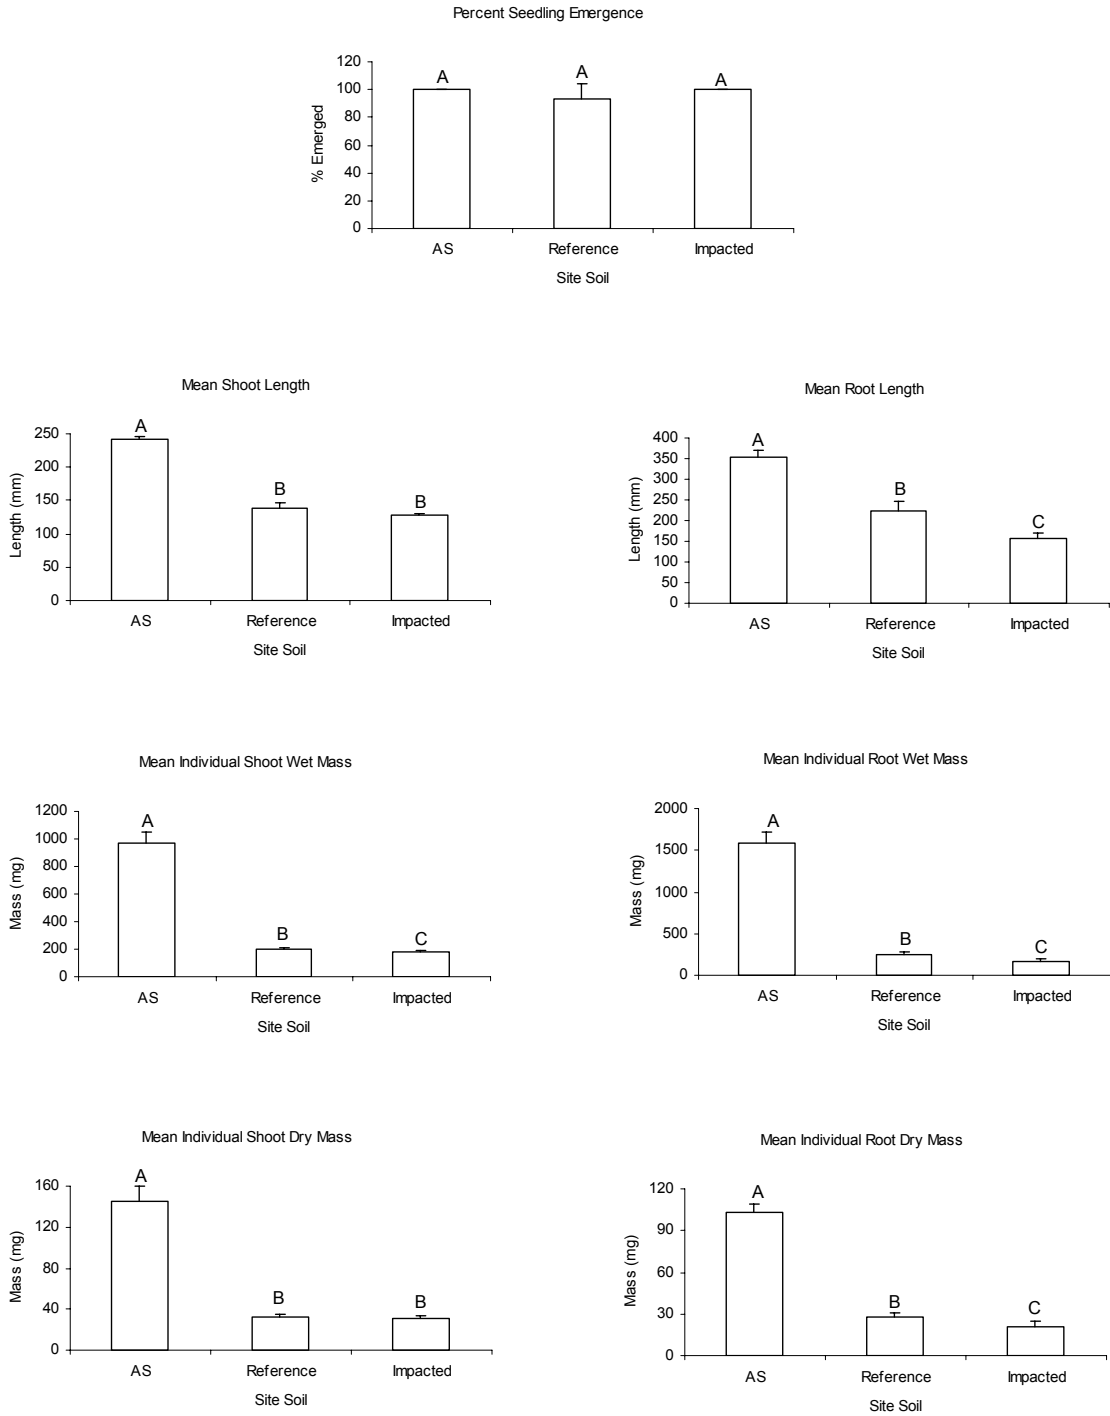 Percent Seedling Emergence
120
100
80
60
40
20
0
% Emerged
A
A
A
AS
Reference
Impacted
Site Soil
Mean Shoot Length
250
200
150
100
50
0
Length (mm)
A
B
B
AS
Reference
Impacted
Site Soil
Mean Root Length
400
350
300
250
200
150
100
50
0
Length (mm)
A
B
C
AS
Reference
Impacted
Site Soil
Mean Individual Shoot Wet Mass
1200
1000
800
600
400
200
0
Mass (mg)
A
B
C
AS
Reference
Impacted
Site Soil
Mean Individual Root Wet Mass
2000
1500
1000
500
0
Mass (mg)
A
B
C
AS
Reference
Impacted
Site Soil
Mean Individual Shoot Dry Mass
160
120
80
40
0
Mass (mg)
A
B
B
AS
Reference
Impacted
Site Soil
Mean Individual Root Dry Mass
120
90
60
30
0
Mass (mg)
A
B
C
AS
Reference
Impacted
Site Soil